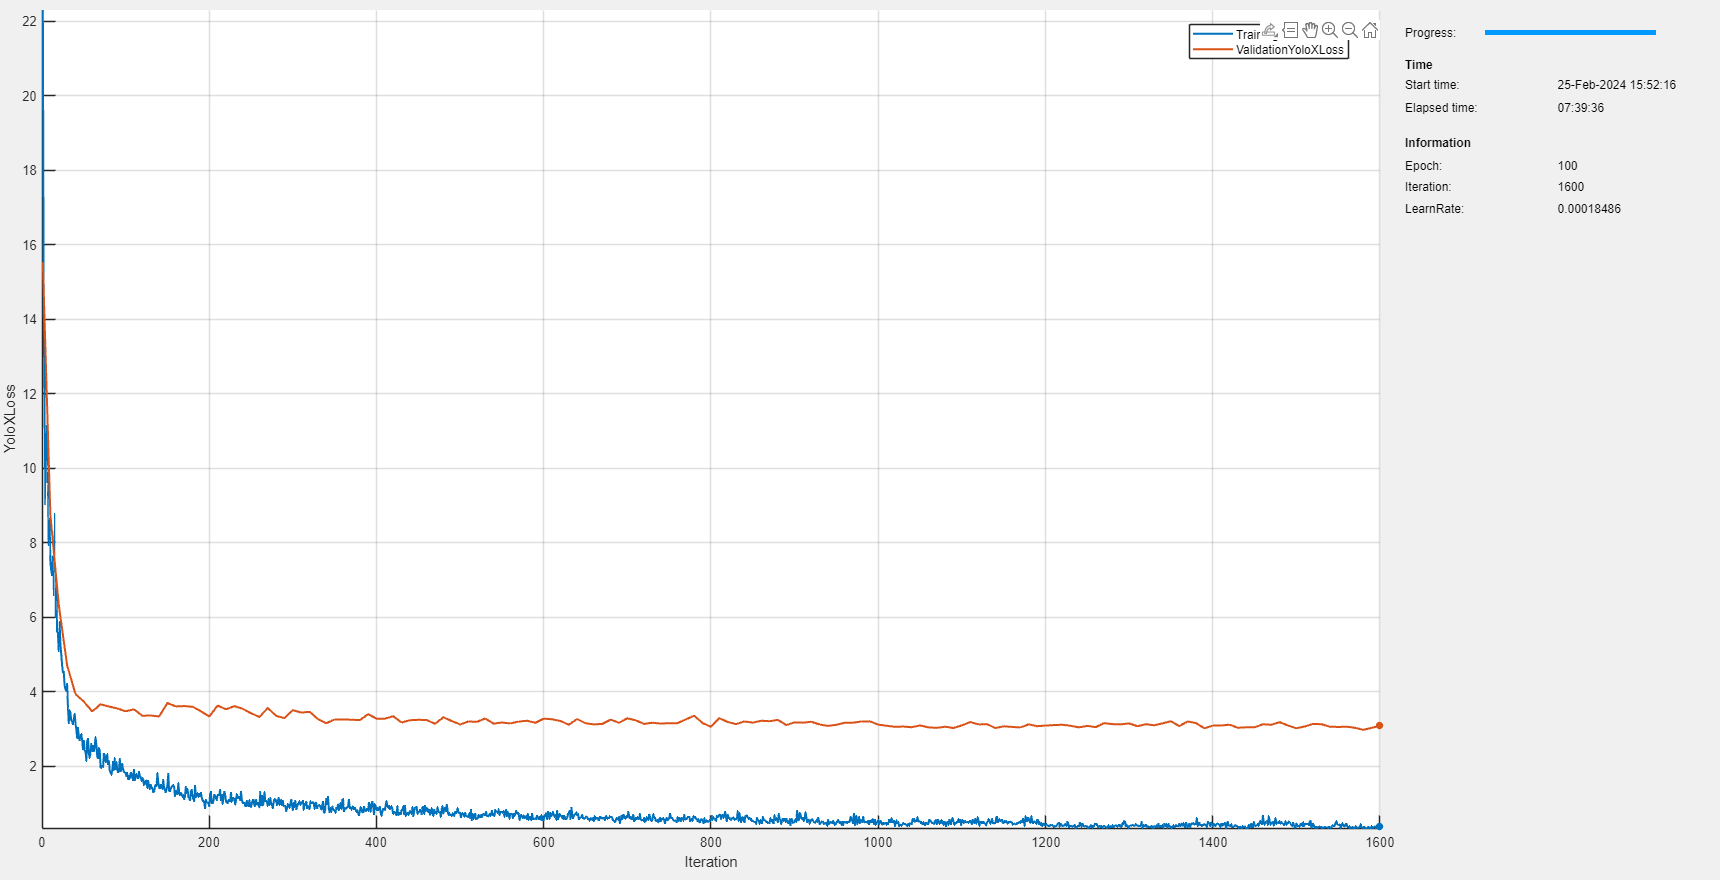 22
20
18
16
14
12
10
8
6
4
2
YoloXLoss
0 200 400 600 800 1000 1200 1400 1600
Iteration
ValidationYoloXLoss
Progress:
Time
Start time: 25-Feb-2024 15:52:16
Elapsed time: 07:39:36
Information
Epoch: 100
Iteration: 1600
LearnRate: 0.00018486